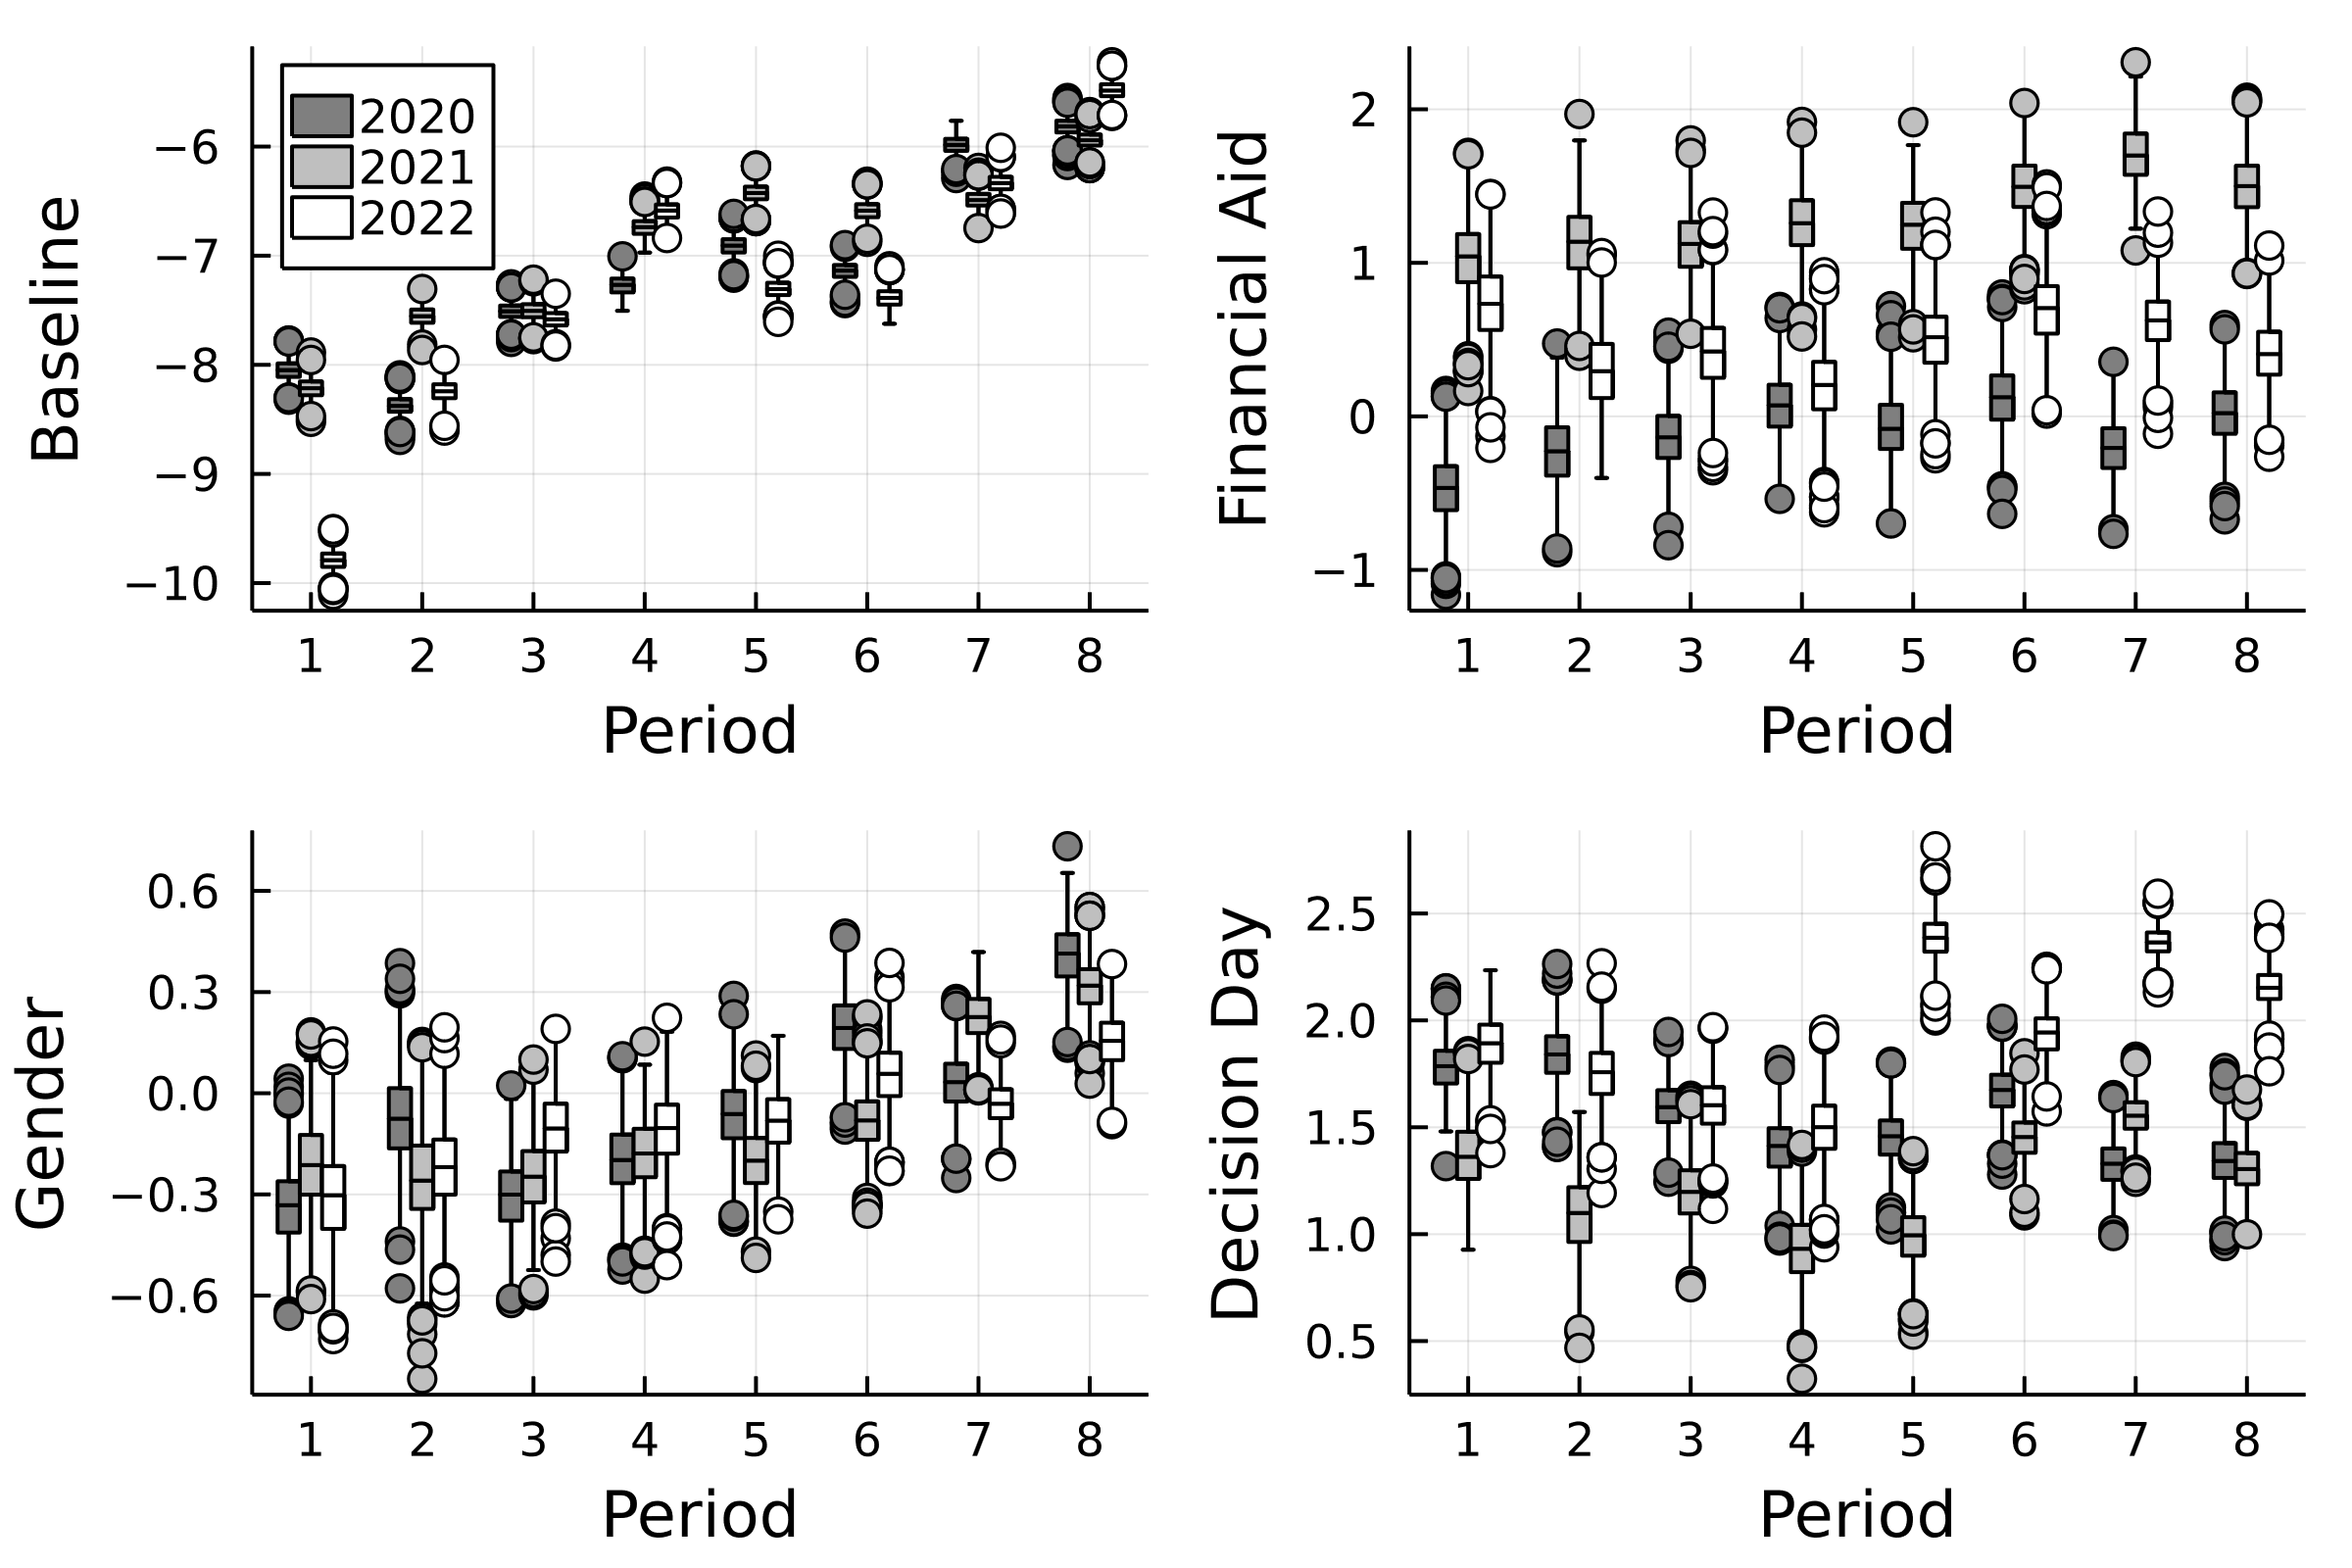 Baseline
2020
2021
2022
−6
−7
−8
−9
−10
1 2 3 4 5 6 7 8
Period
Financial Aid
2
1
0
−1
1 2 3 4 5 6 7 8
Period
Gender
0.6
0.3
0.0
−0.3
−0.6
1 2 3 4 5 6 7 8
Period
Decision Day
2.5
2.0
1.5
1.0
0.5
1 2 3 4 5 6 7 8
Period